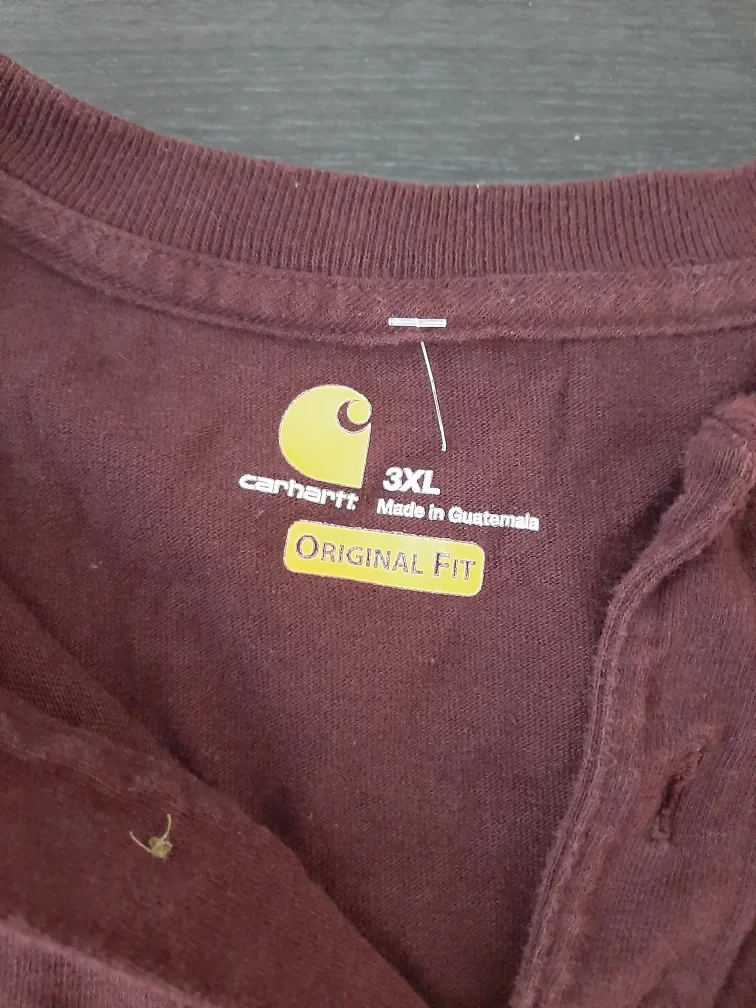 carhartt
3XL
Made in Guatemala
ORIGINAL FIT